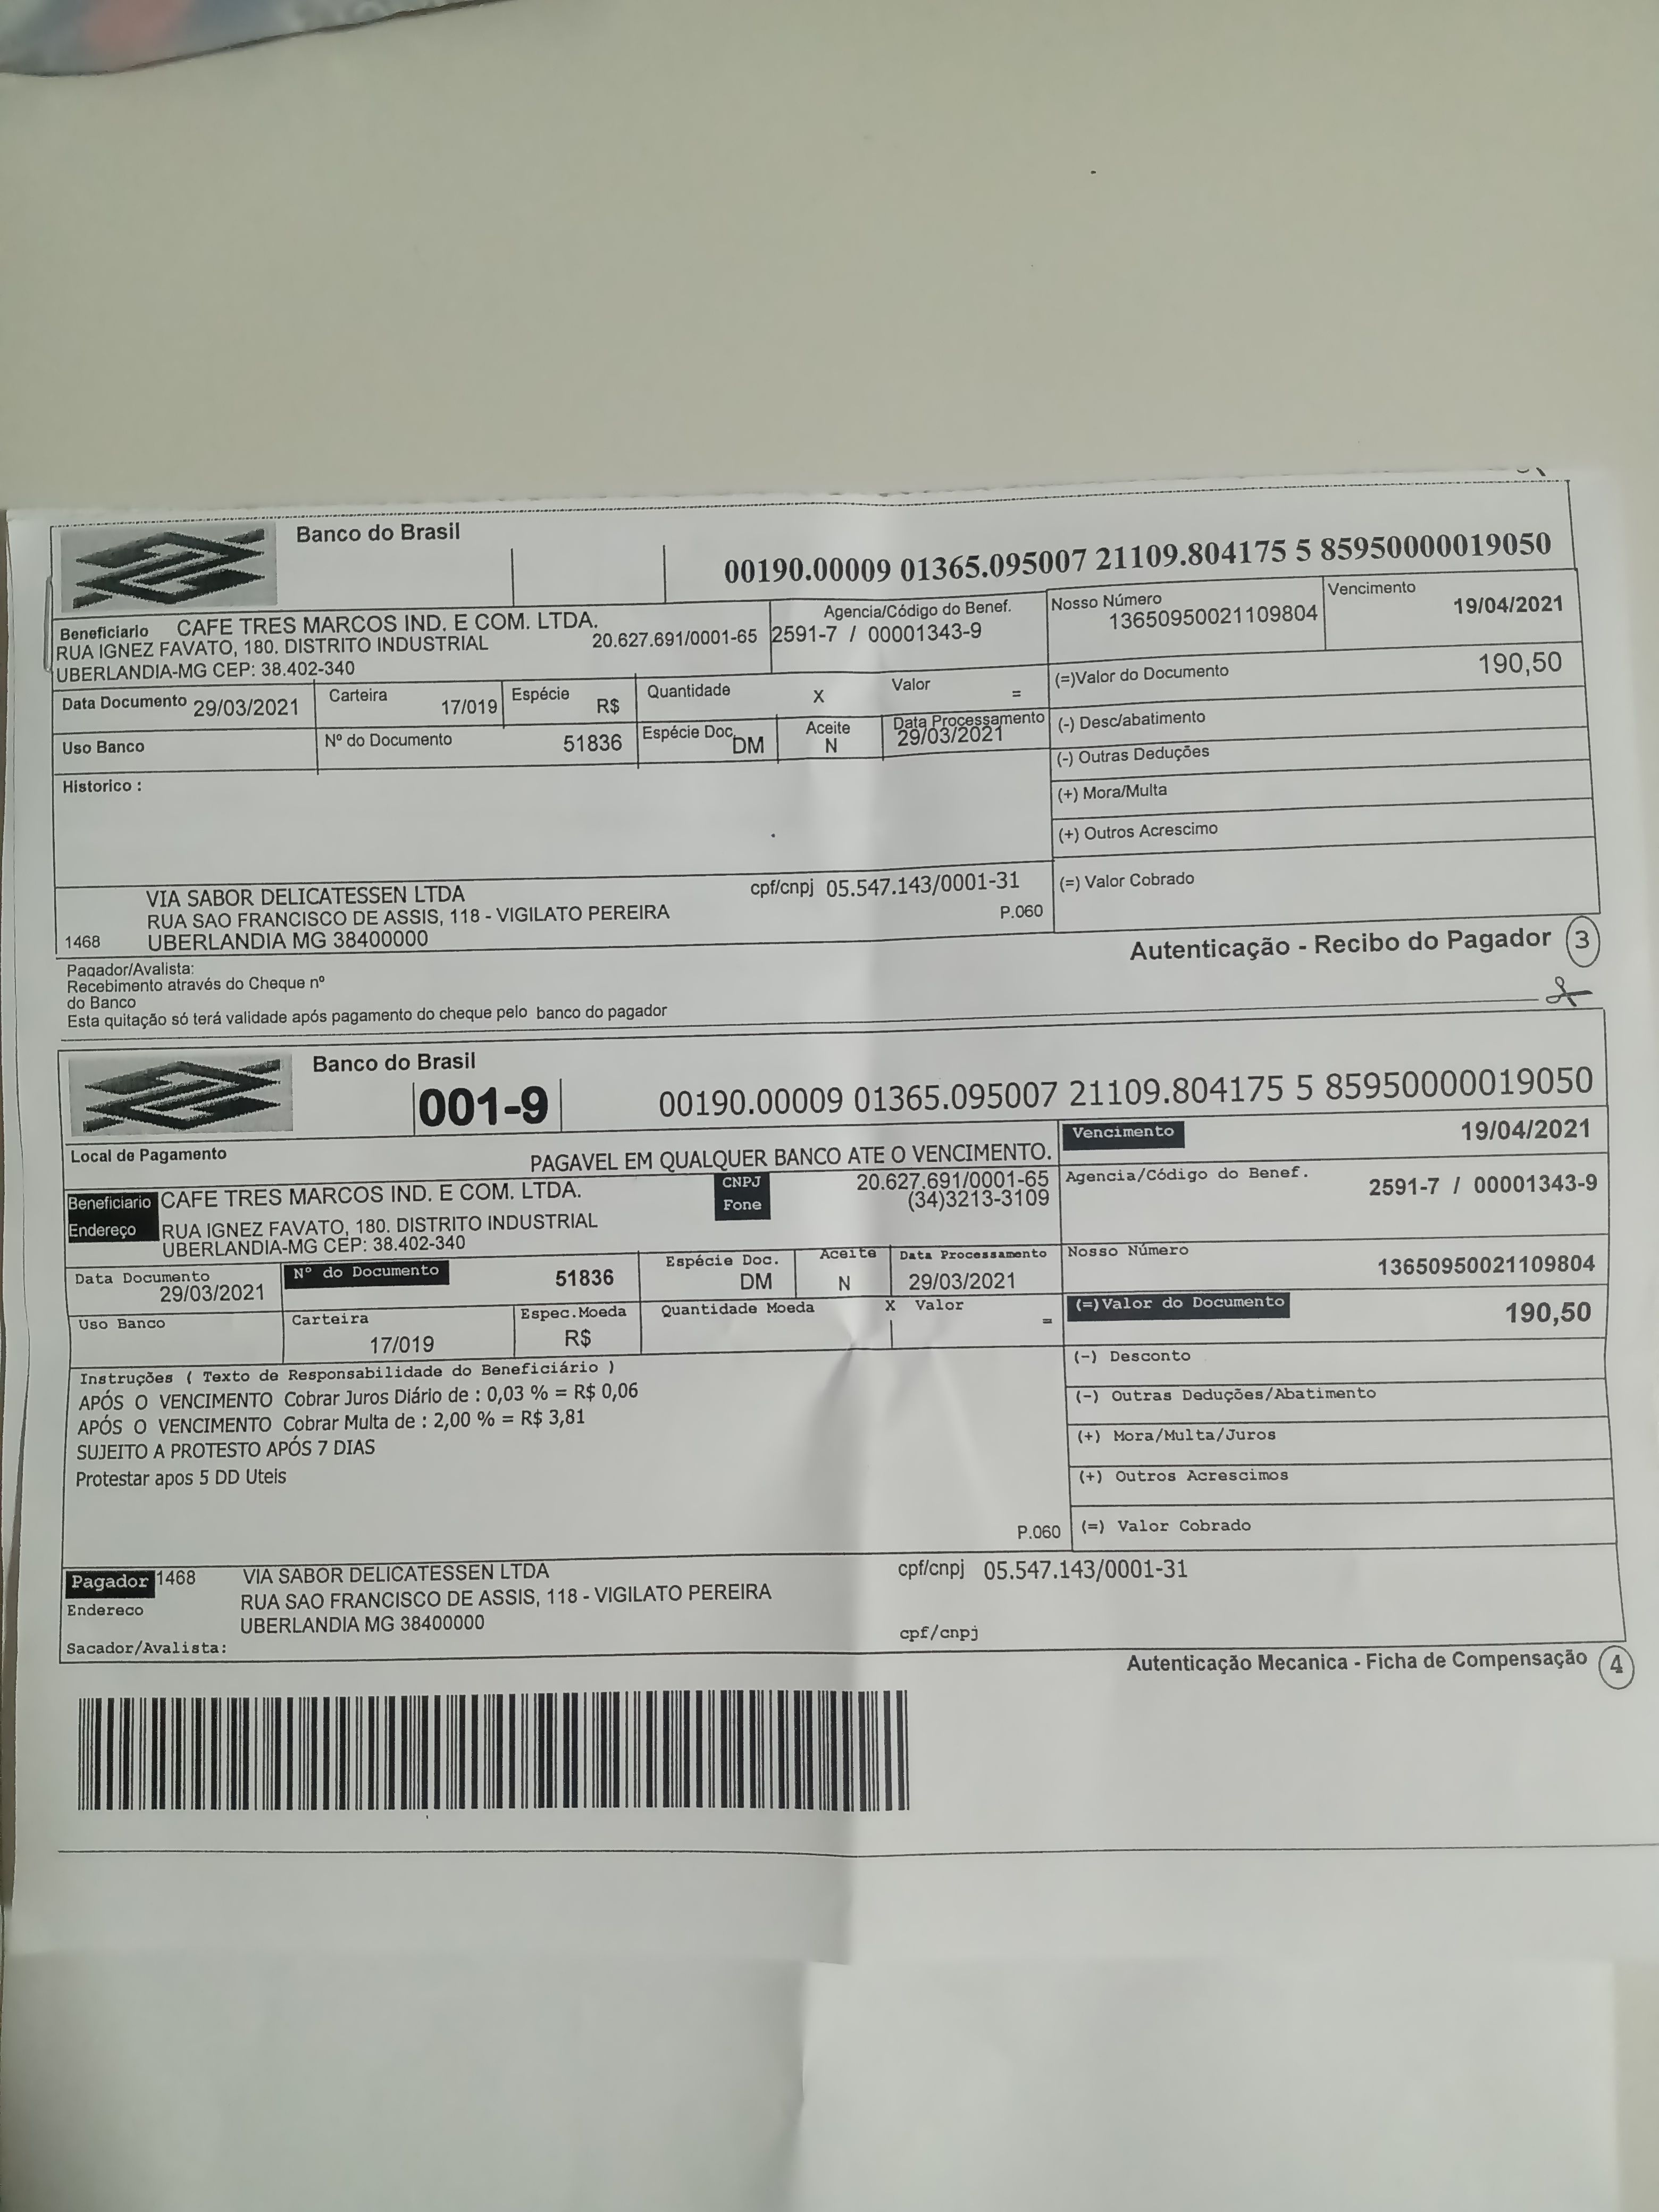 Banco do Brasil
00190.00009 01365.095007 21109.804175 5 85950000019050
Beneficiario CAFE TRES MARCOS IND. E COM. LTDA.
RUA IGNEZ FAVATO, 180. DISTRITO INDUSTRIAL 20.627.691/0001-65
UBERLANDIA-MG CEP: 38.402-340
Agencia/Código do Benef.
2591-7 / 00001343-9
Nosso Número
13650950021109804
Vencimento
19/04/2021
Data Documento 29/03/2021
Carteira 17/019
Espécie R$
Quantidade X Valor =
(=)Valor do Documento 190,50
Uso Banco
Nº do Documento 51836
Espécie Doc. DM
Aceite N
Data Processamento 29/03/2021
(-) Desc/abatimento
(-) Outras Deduções
Historico :
(+) Mora/Multa
(+) Outros Acrescimo
(=) Valor Cobrado
VIA SABOR DELICATESSEN LTDA cpf/cnpj 05.547.143/0001-31
RUA SAO FRANCISCO DE ASSIS, 118 - VIGILATO PEREIRA P.060
1468 UBERLANDIA MG 38400000
Autenticação - Recibo do Pagador 3
Pagador/Avalista:
Recebimento através do Cheque nº
do Banco
Esta quitação só terá validade após pagamento do cheque pelo banco do pagador
Banco do Brasil
001-9 00190.00009 01365.095007 21109.804175 5 85950000019050
Local de Pagamento
PAGAVEL EM QUALQUER BANCO ATE O VENCIMENTO.
Vencimento 19/04/2021
Beneficiario CAFE TRES MARCOS IND. E COM. LTDA.
CNPJ 20.627.691/0001-65
Fone (34)3213-3109
Endereço RUA IGNEZ FAVATO, 180. DISTRITO INDUSTRIAL
UBERLANDIA-MG CEP: 38.402-340
Agencia/Código do Benef.
2591-7 / 00001343-9
Data Documento 29/03/2021
Nº do Documento 51836
Espécie Doc. DM
Aceite N
Data Processamento 29/03/2021
Nosso Número
13650950021109804
Uso Banco
Carteira 17/019
Espec.Moeda R$
Quantidade Moeda X Valor =
(=)Valor do Documento 190,50
Instruções ( Texto de Responsabilidade do Beneficiário )
APÓS O VENCIMENTO Cobrar Juros Diário de : 0,03 % = R$ 0,06
APÓS O VENCIMENTO Cobrar Multa de : 2,00 % = R$ 3,81
SUJEITO A PROTESTO APÓS 7 DIAS
Protestar apos 5 DD Uteis
P.060
(-) Desconto
(-) Outras Deduções/Abatimento
(+) Mora/Multa/Juros
(+) Outros Acrescimos
(=) Valor Cobrado
Pagador 1468 VIA SABOR DELICATESSEN LTDA cpf/cnpj 05.547.143/0001-31
Endereco RUA SAO FRANCISCO DE ASSIS, 118 - VIGILATO PEREIRA
UBERLANDIA MG 38400000
Sacador/Avalista: cpf/cnpj
Autenticação Mecanica - Ficha de Compensação 4